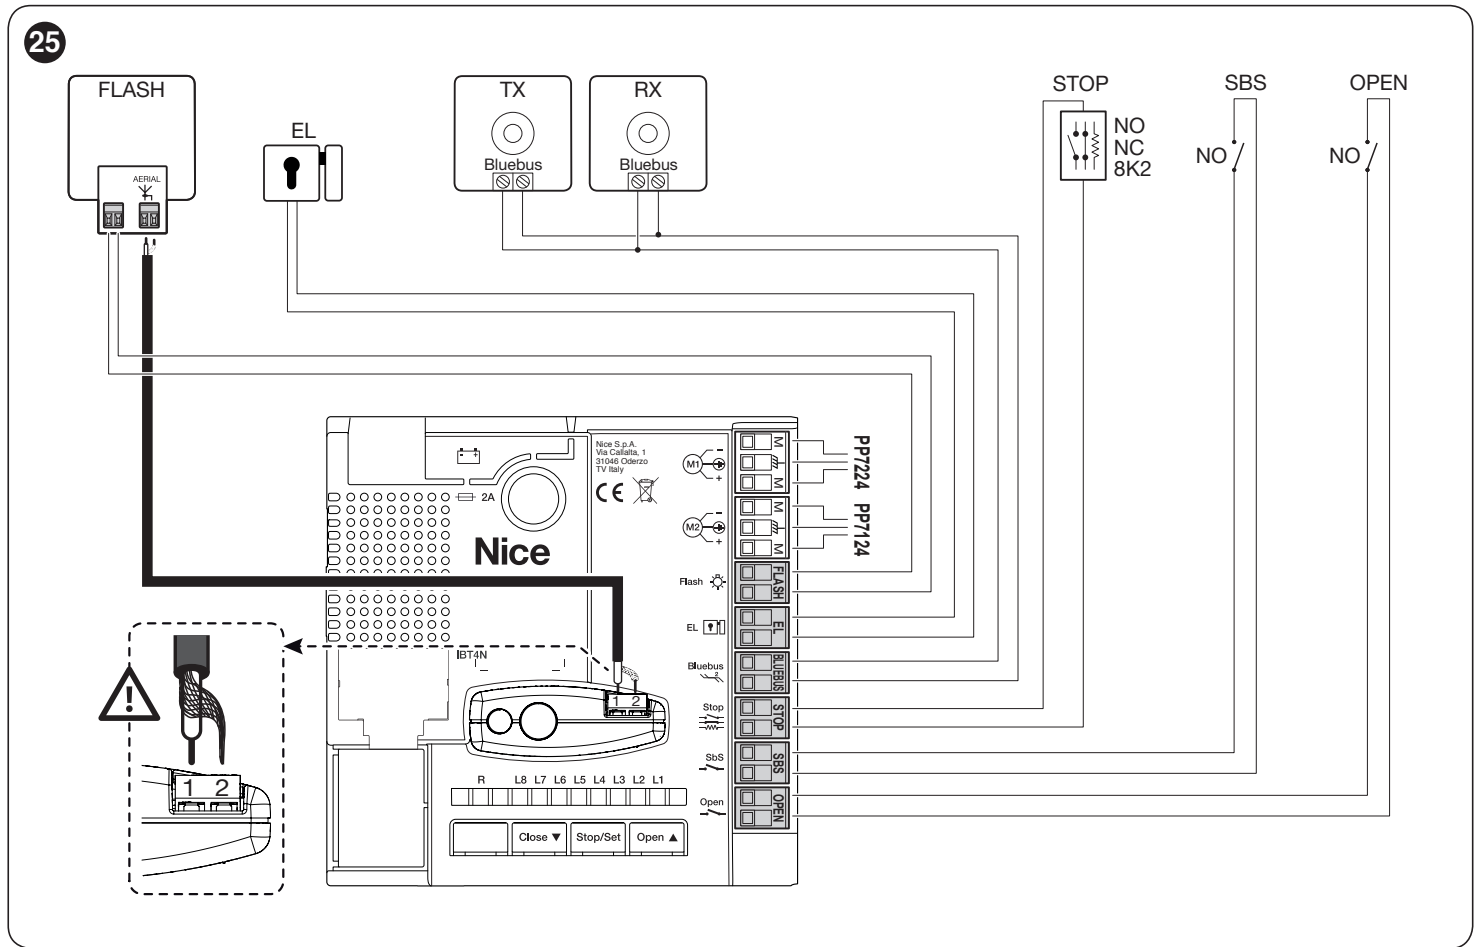 25
FLASH
AERIAL
EL
TX
Bluebus
RX
Bluebus
STOP
NO
NC
8K2
SBS
NO
OPEN
NO
Nice S.p.A.
Via Callalta, 1
31046 Oderzo
TV Italy
CE
2A
Nice
M1
-
+
M2
-
+
Flash
EL
Bluebus
2
Stop
SbS
Open
M
M
PP7224
M
M
PP7124
FLASH
EL
BLUEBUS
STOP
SBS
OPEN
IBT4N
1 2
1 2
R L8 L7 L6 L5 L4 L3 L2 L1
Close ▼
Stop/Set
Open ▲